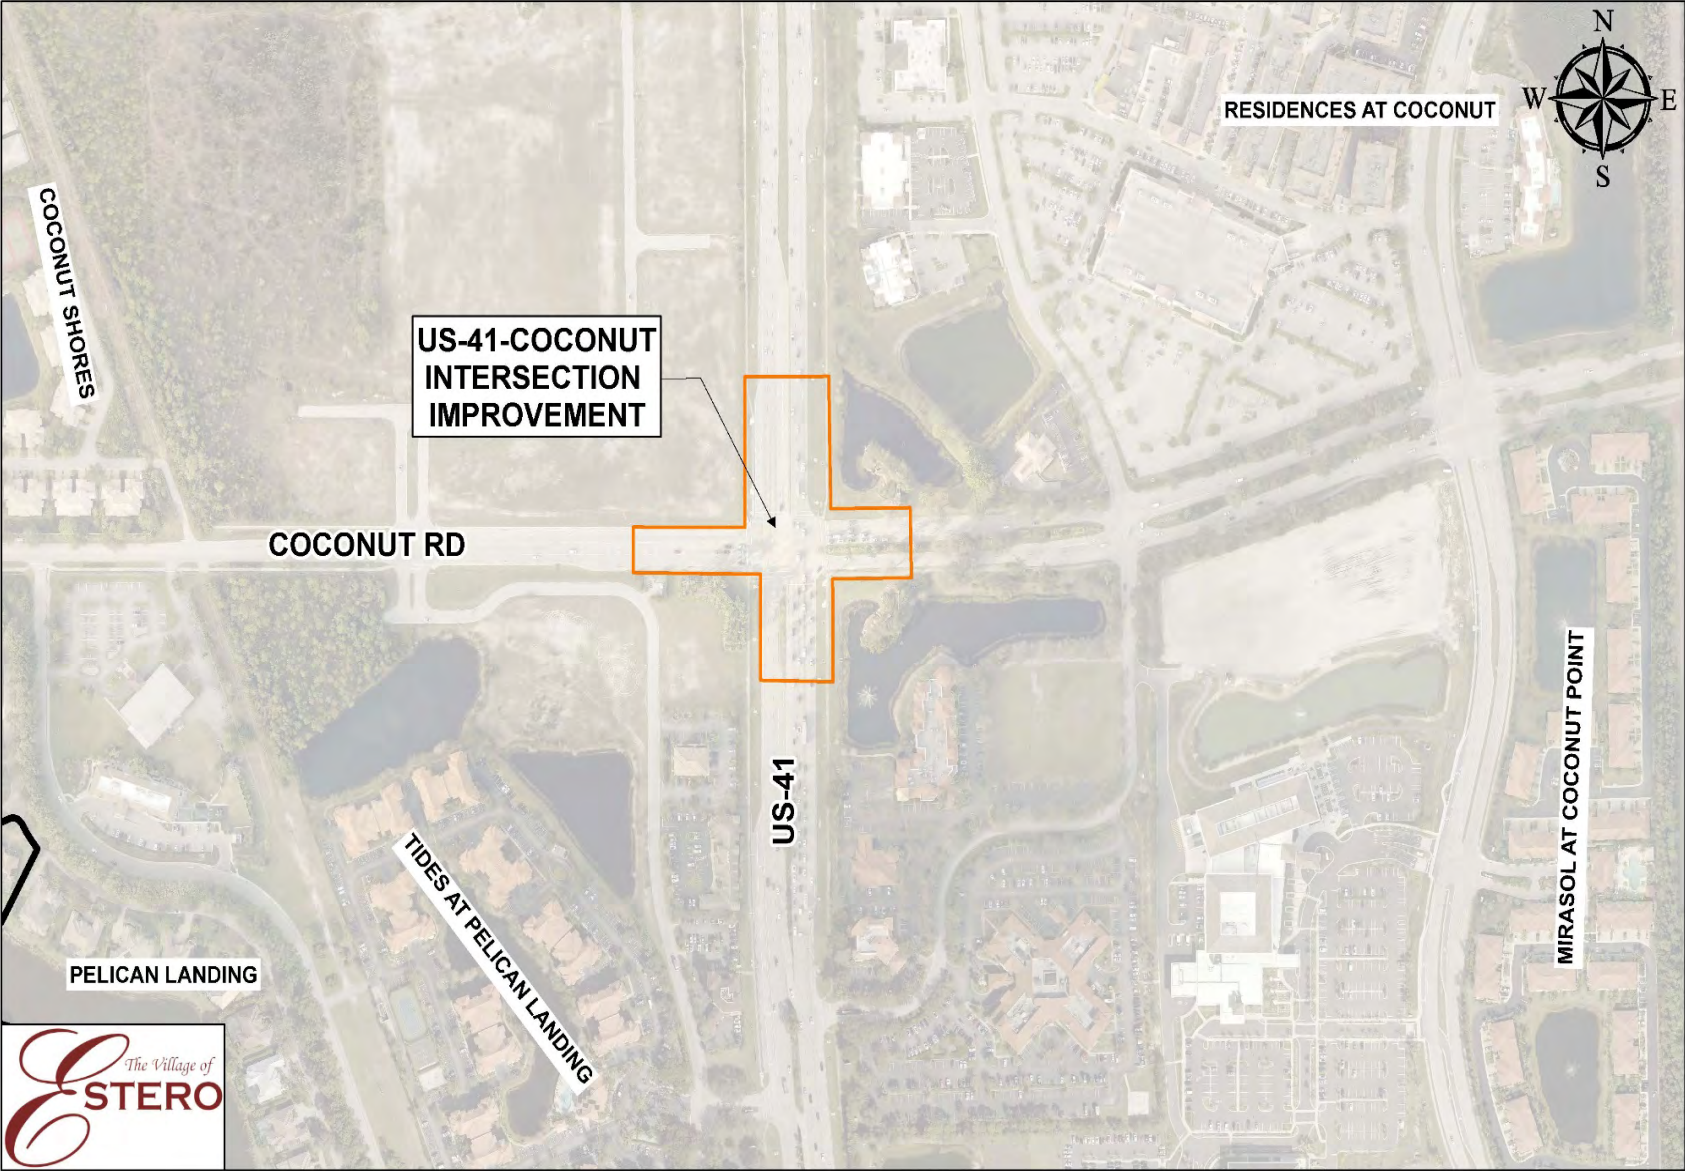 N
W
E
S
RESIDENCES AT COCONUT
COCONUT SHORES
US-41-COCONUT
INTERSECTION
IMPROVEMENT
COCONUT RD
US-41
MIRASOL AT COCONUT POINT
TIDES AT PELICAN LANDING
PELICAN LANDING
The Village of
ESTERO